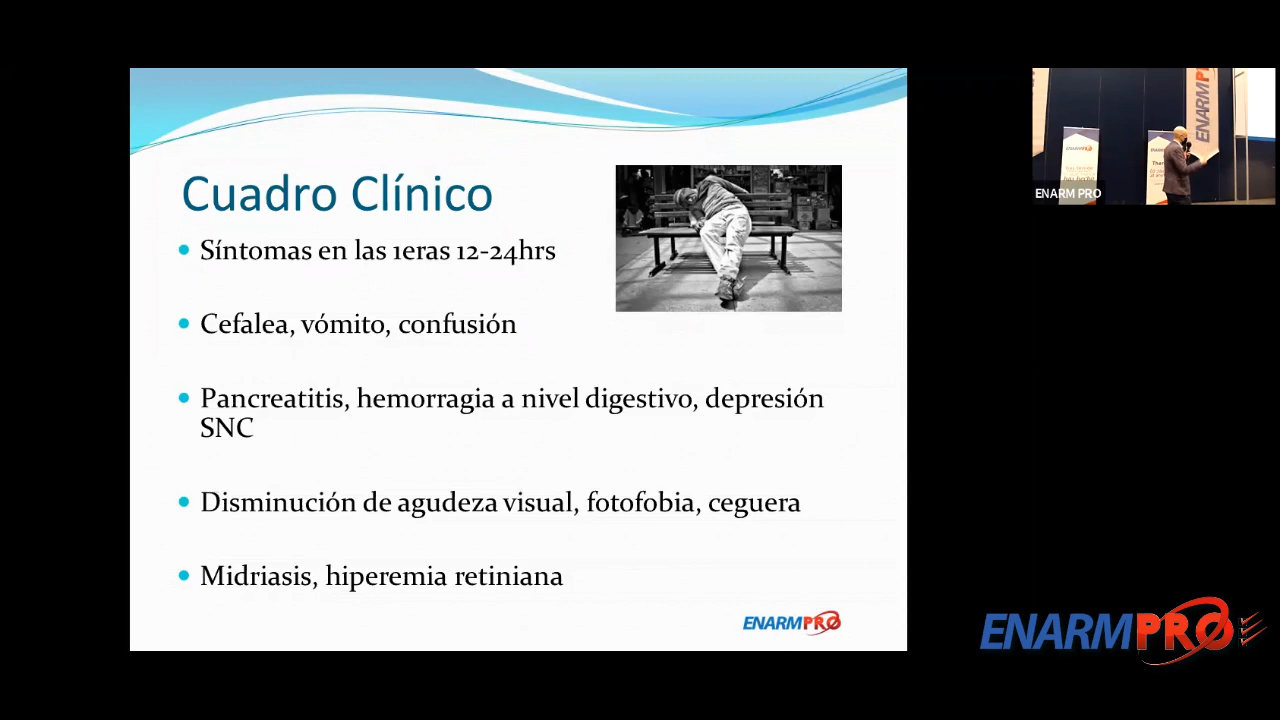 Cuadro Clínico
Síntomas en las 1eras 12-24hrs
Cefalea, vómito, confusión
Pancreatitis, hemorragia a nivel digestivo, depresión
SNC
Disminución de agudeza visual, fotofobia, ceguera
Midriasis, hiperemia retiniana
ENARMPRO
ENARMPRO
ENARM PRO
ENARMPRO